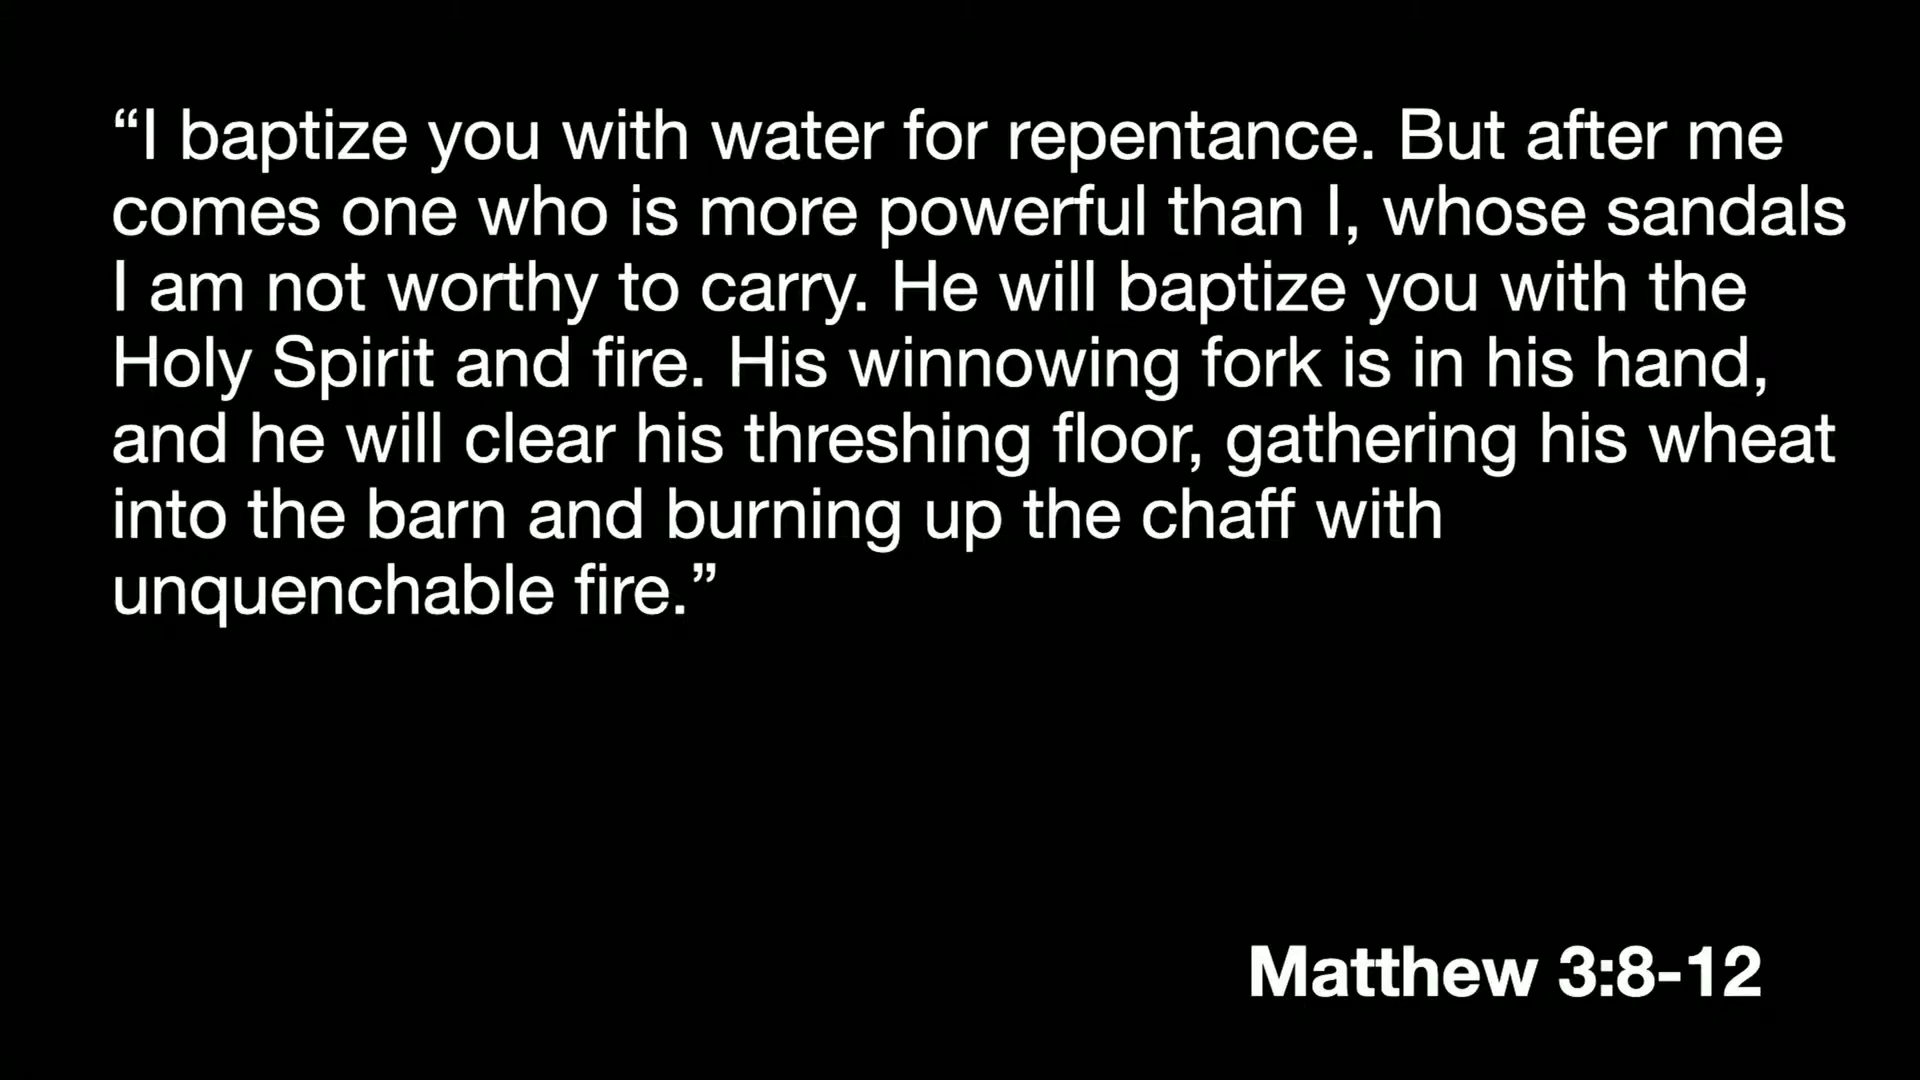 “I baptize you with water for repentance. But after me
comes one who is more powerful than I, whose sandals
I am not worthy to carry. He will baptize you with the
Holy Spirit and fire. His winnowing fork is in his hand,
and he will clear his threshing floor, gathering his wheat
into the barn and burning up the chaff with
unquenchable fire.”
Matthew 3:8-12